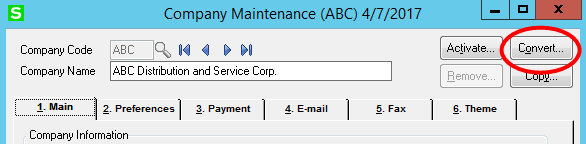 S Company Maintenance (ABC) 4/7/2017
Company Code ABC Activate... Convert...
Company Name ABC Distribution and Service Corp. Remove... Copy...
1. Main 2. Preferences 3. Payment 4. E-mail 5. Fax 6. Theme
Company Information